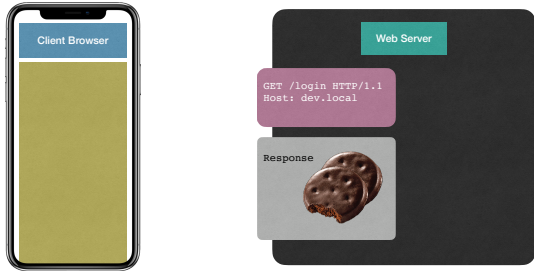 Client Browser
Web Server
GET /login HTTP/1.1
Host: dev.local
Response